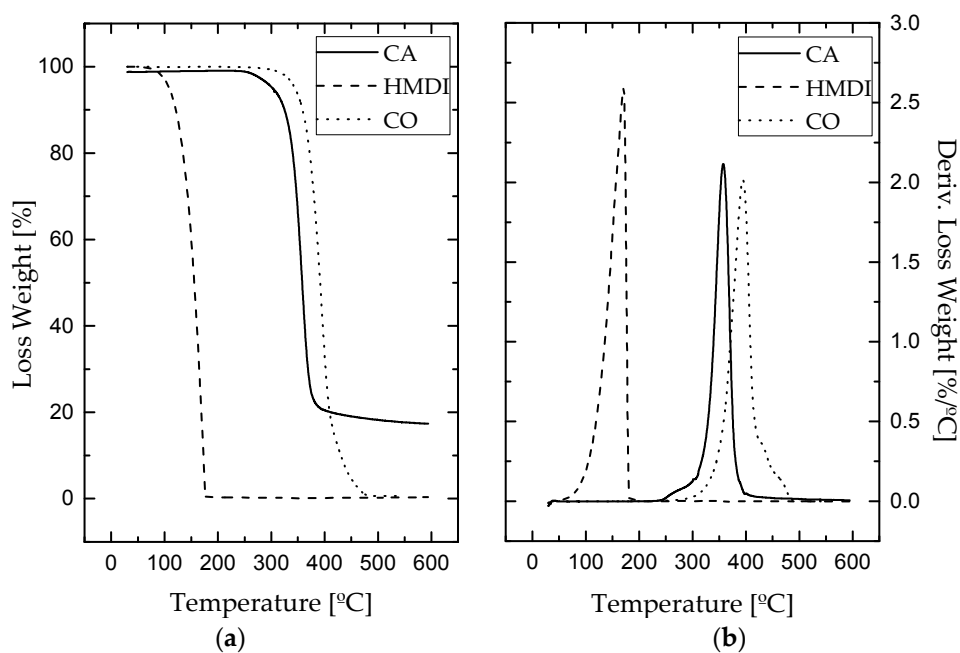 CA
HMDI
CO
100
80
60
40
20
0
Loss Weight [%]
0 100 200 300 400 500 600
Temperature [ºC]
(a)
CA
HMDI
CO
3.0
2.5
2.0
1.5
1.0
0.5
0.0
Deriv. Loss Weight [%/ºC]
0 100 200 300 400 500 600
Temperature [ºC]
(b)